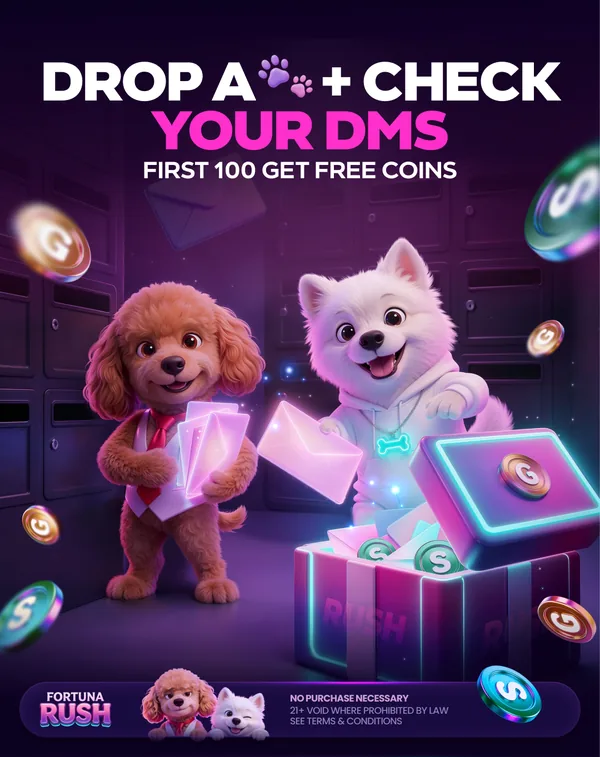 DROP A 🐾 + CHECK
YOUR DMS
FIRST 100 GET FREE COINS
G
S
G
G
G
S
S
S
G
RUSH
S
FORTUNA
RUSH
NO PURCHASE NECESSARY
21+ VOID WHERE PROHIBITED BY LAW
SEE TERMS & CONDITIONS